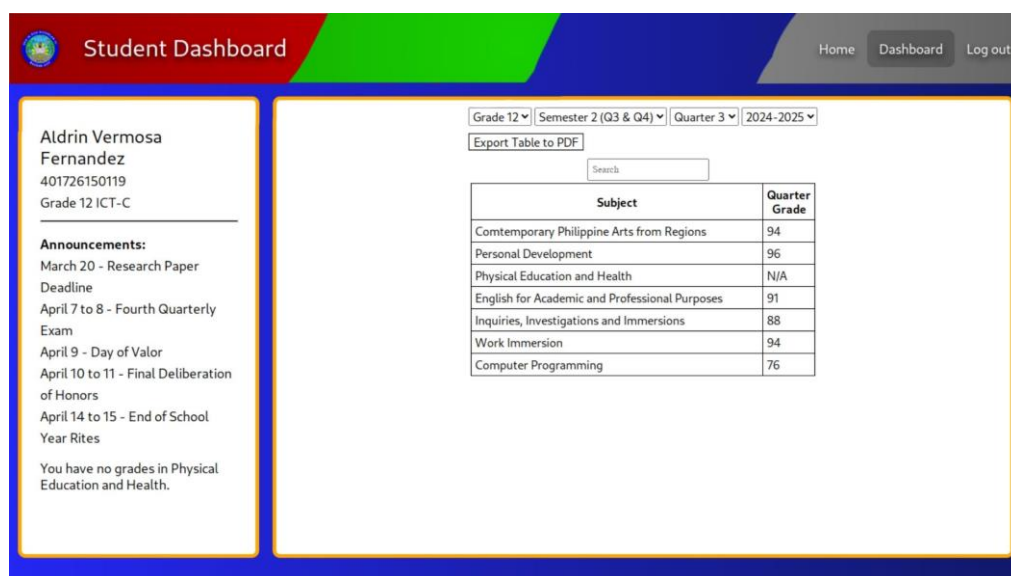 Student Dashboard
Home Dashboard Log out
Aldrin Vermosa
Fernandez
401726150119
Grade 12 ICT-C
Announcements:
March 20 - Research Paper
Deadline
April 7 to 8 - Fourth Quarterly
Exam
April 9 - Day of Valor
April 10 to 11 - Final Deliberation
of Honors
April 14 to 15 - End of School
Year Rites
You have no grades in Physical
Education and Health.
Grade 12 Semester 2 (Q3 & Q4) Quarter 3 2024-2025
Export Table to PDF
Search
Subject Quarter
Grade
Comtemporary Philippine Arts from Regions 94
Personal Development 96
Physical Education and Health N/A
English for Academic and Professional Purposes 91
Inquiries, Investigations and Immersions 88
Work Immersion 94
Computer Programming 76